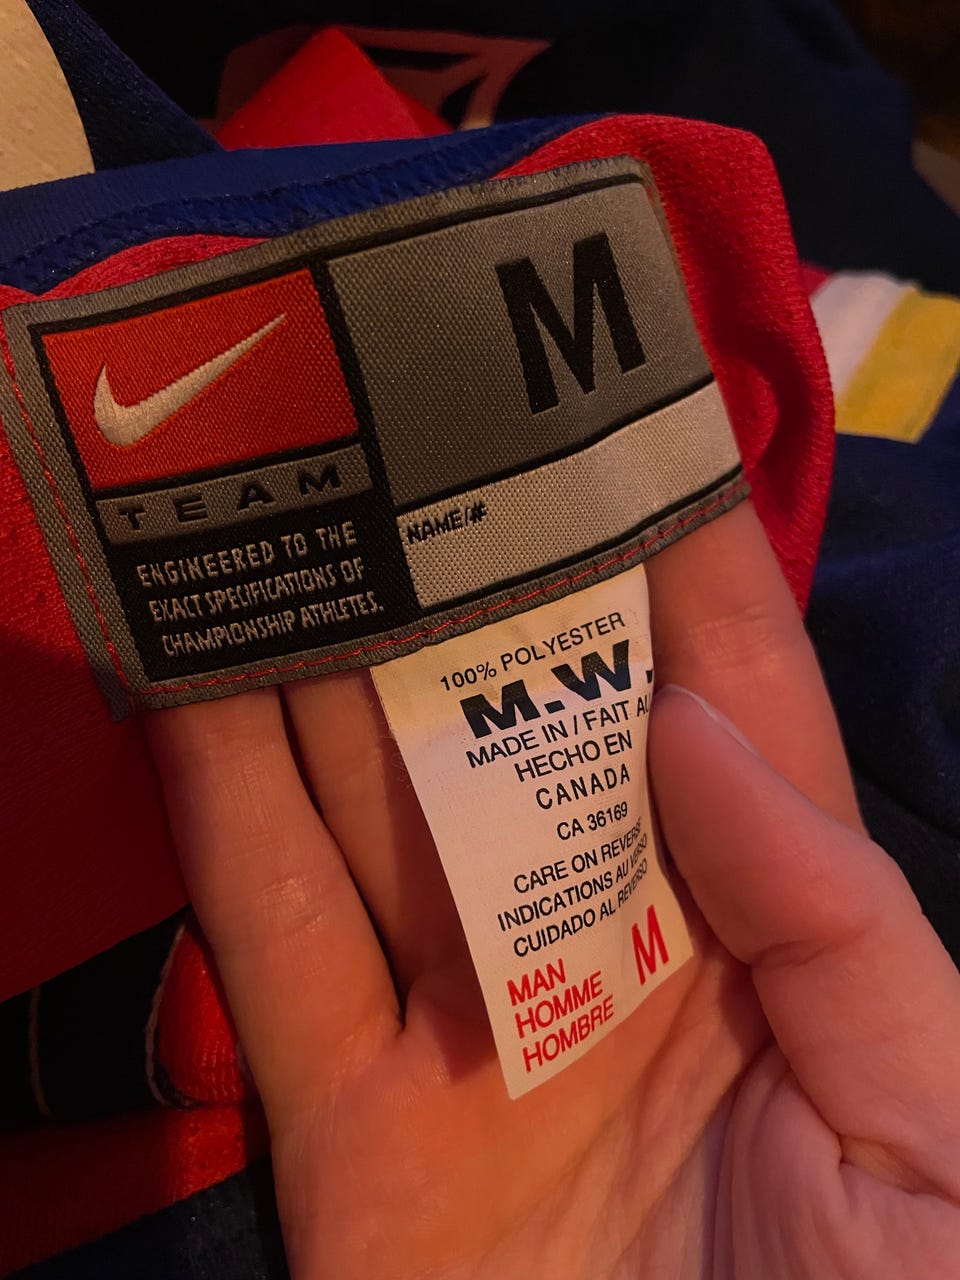 M
TEAM
NAME/#
ENGINEERED TO THE
EXACT SPECIFICATIONS OF
CHAMPIONSHIP ATHLETES.
100% POLYESTER
M.W.
MADE IN / FAIT AU
HECHO EN
CANADA
CA 36169
CARE ON REVERSE
INDICATIONS AU VERSO
CUIDADO AL REVERSO
MAN M
HOMME
HOMBRE